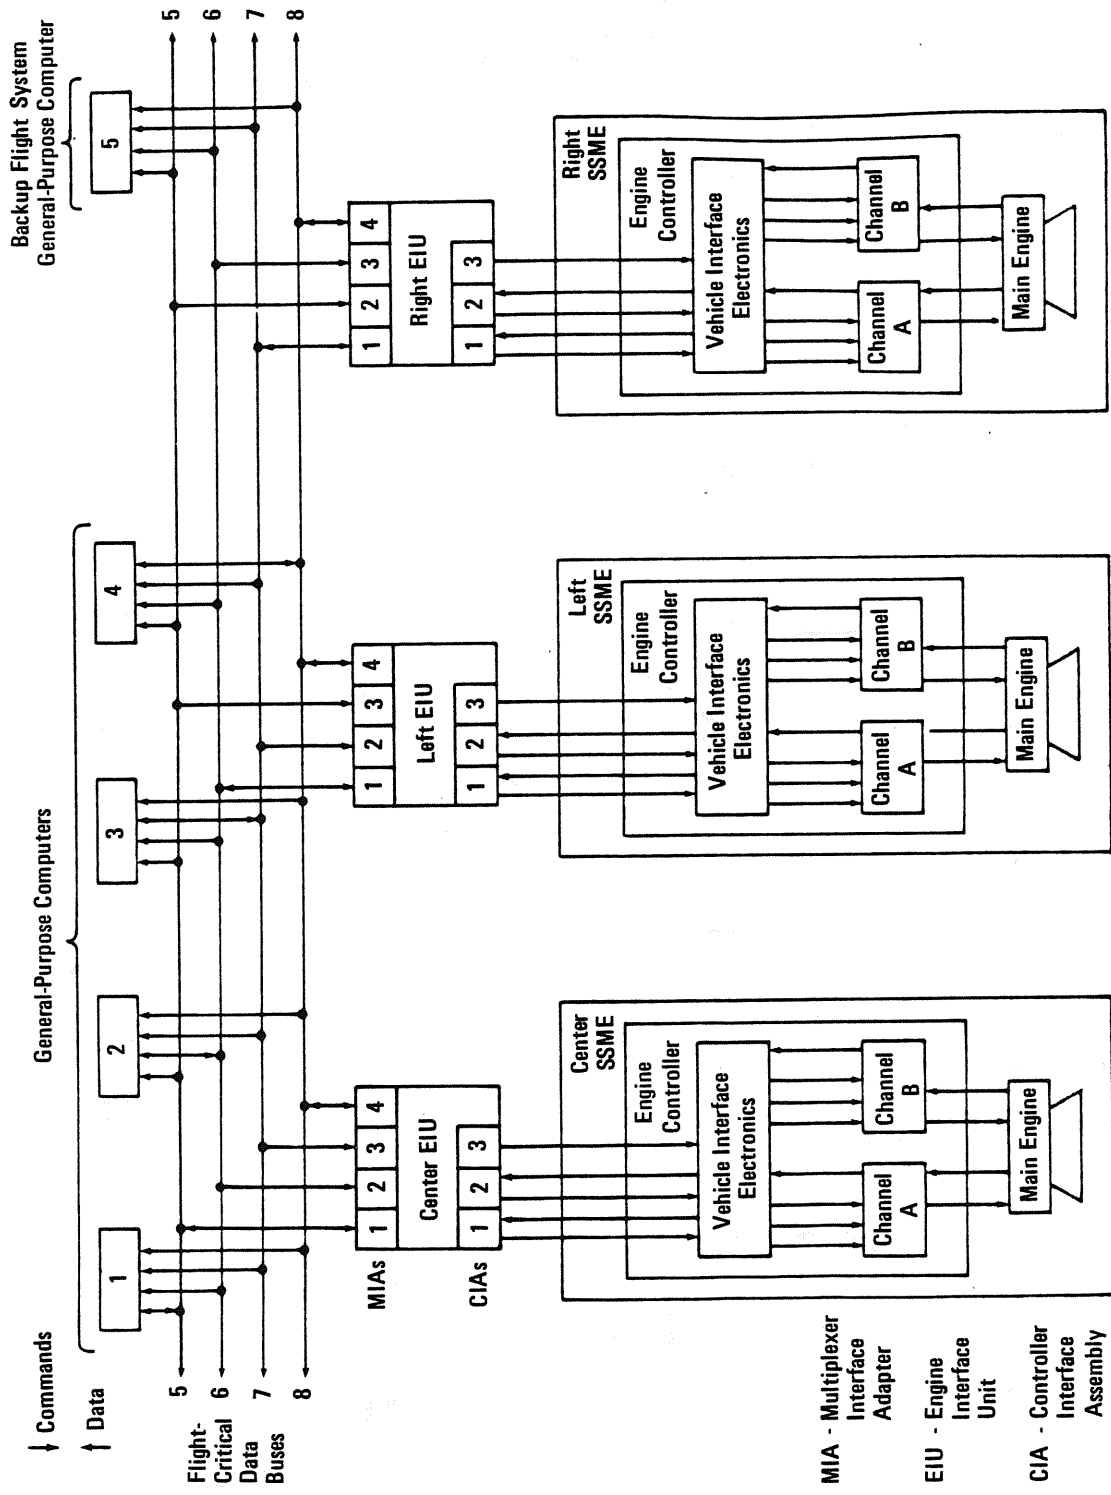 Commands
Data
General-Purpose Computers
Backup Flight System
General-Purpose Computer
1
2
3
4
5
Flight-
Critical
Data
Buses
5
6
7
8
5
6
7
8
MIAs
1
2
3
4
Center EIU
CIAs
1
2
3
1
2
3
4
Left EIU
1
2
3
1
2
3
4
Right EIU
1
2
3
Center
SSME
Engine
Controller
Vehicle Interface
Electronics
Channel
A
Channel
B
Main Engine
Left
SSME
Engine
Controller
Vehicle Interface
Electronics
Channel
A
Channel
B
Main Engine
Right
SSME
Engine
Controller
Vehicle Interface
Electronics
Channel
A
Channel
B
Main Engine
MIA - Multiplexer
Interface
Adapter
EIU - Engine
Interface
Unit
CIA - Controller
Interface
Assembly